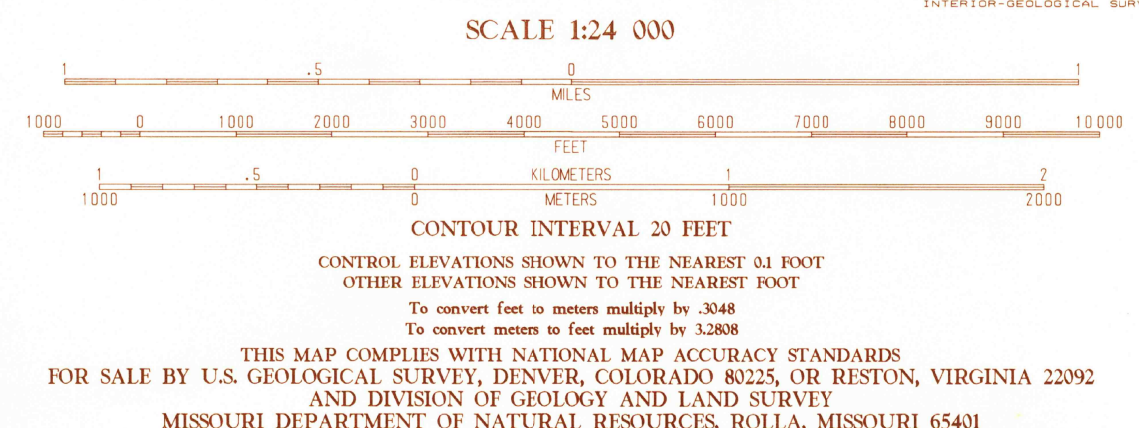 INTERIOR-GEOLOGICAL
SCALE 1:24 000
1 .5 0 1
MILES
1000 0 1000 2000 3000 4000 5000 6000 7000 8000 9000 10 000
FEET
1 .5 0 KILOMETERS 1 2
1000 0 METERS 1000 2000
CONTOUR INTERVAL 20 FEET
CONTROL ELEVATIONS SHOWN TO THE NEAREST 0.1 FOOT
OTHER ELEVATIONS SHOWN TO THE NEAREST FOOT
To convert feet to meters multiply by .3048
To convert meters to feet multiply by 3.2808
THIS MAP COMPLIES WITH NATIONAL MAP ACCURACY STANDARDS
FOR SALE BY U.S. GEOLOGICAL SURVEY, DENVER, COLORADO 80225, OR RESTON, VIRGINIA 22092
AND DIVISION OF GEOLOGY AND LAND SURVEY
MISSOURI DEPARTMENT OF NATURAL RESOURCES, ROLLA, MISSOURI 65401